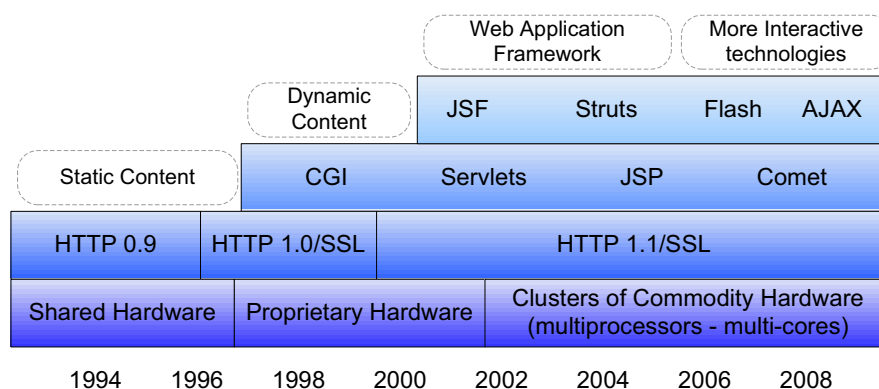 Web Application
Framework
More Interactive
technologies
Dynamic
Content
JSF Struts Flash AJAX
Static Content
CGI Servlets JSP Comet
HTTP 0.9 HTTP 1.0/SSL HTTP 1.1/SSL
Shared Hardware Proprietary Hardware
Clusters of Commodity Hardware
(multiprocessors - multi-cores)
1994 1996 1998 2000 2002 2004 2006 2008